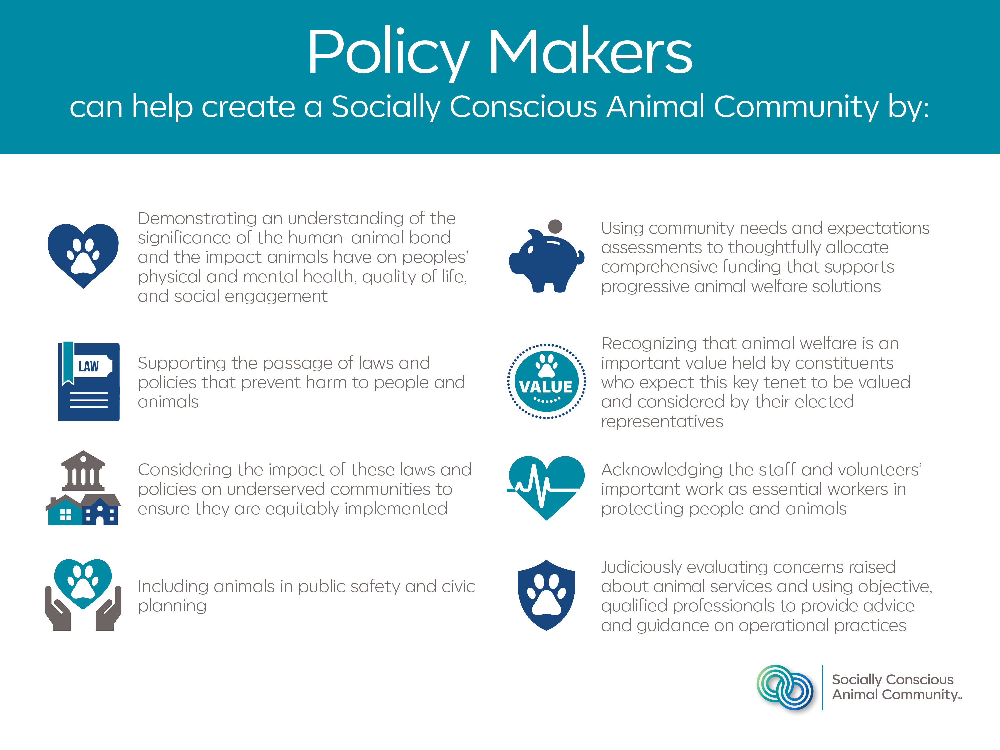 Policy Makers
can help create a Socially Conscious Animal Community by:
Demonstrating an understanding of the
significance of the human-animal bond
and the impact animals have on peoples’
physical and mental health, quality of life,
and social engagement
LAW
Supporting the passage of laws and
policies that prevent harm to people and
animals
Considering the impact of these laws and
policies on underserved communities to
ensure they are equitably implemented
Including animals in public safety and civic
planning
Using community needs and expectations
assessments to thoughtfully allocate
comprehensive funding that supports
progressive animal welfare solutions
VALUE
Recognizing that animal welfare is an
important value held by constituents
who expect this key tenet to be valued
and considered by their elected
representatives
Acknowledging the staff and volunteers’
important work as essential workers in
protecting people and animals
Judiciously evaluating concerns raised
about animal services and using objective,
qualified professionals to provide advice
and guidance on operational practices
Socially Conscious
Animal Community™